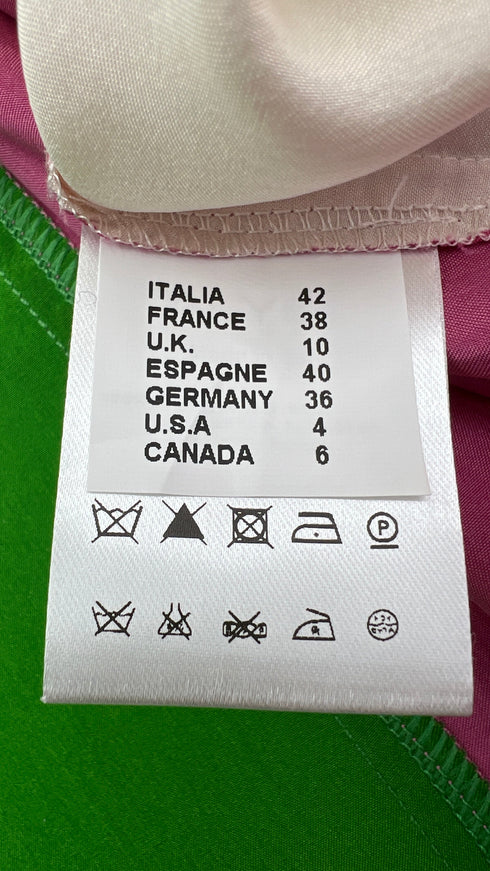 ITALIA 42
FRANCE 38
U.K. 10
ESPAGNE 40
GERMANY 36
U.S.A 4
CANADA 6
P